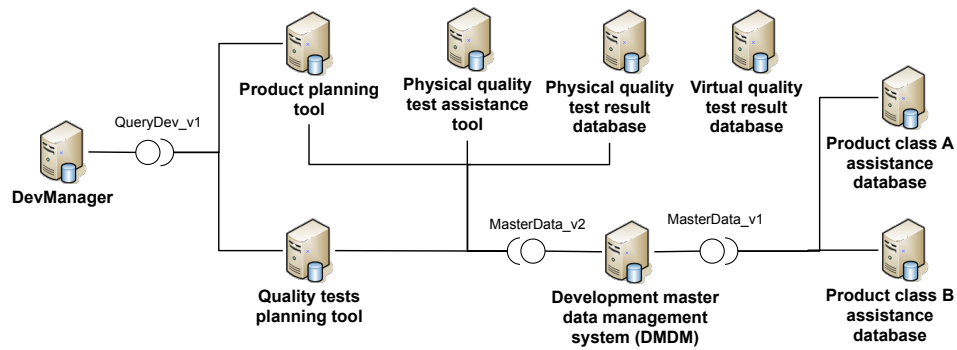 Product planning
tool
Physical quality
test assistance
tool
Physical quality
test result
database
Virtual quality
test result
database
Product class A
assistance
database
QueryDev_v1
DevManager
MasterData_v2
MasterData_v1
Quality tests
planning tool
Development master
data management
system (DMDM)
Product class B
assistance
database